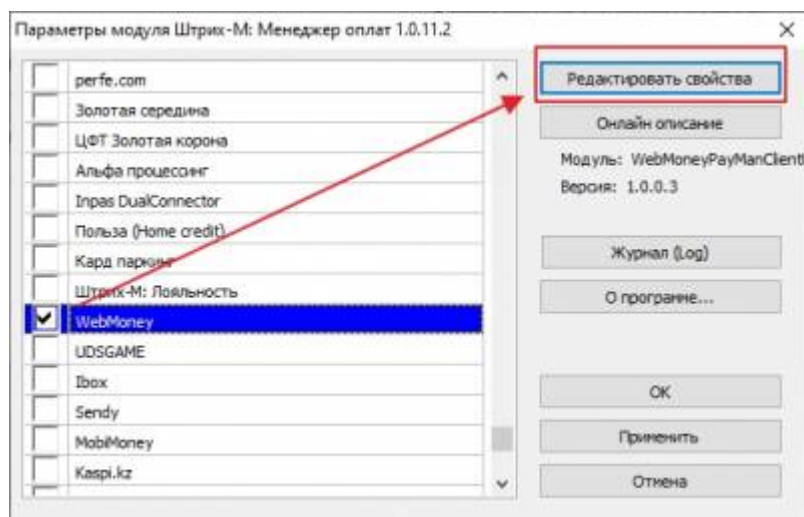 Параметры модуля Штрих-М: Менеджер оплат 1.0.11.2
perfe.com
Золотая середина
ЦФТ Золотая корона
Альфа процессинг
Inpas DualConnector
Польза (Home credit)
Кард паркинг
Штрих-М: Лояльность
WebMoney
UDSGAME
Ibox
Sendy
MobiMoney
Kaspi.kz
Редактировать свойства
Онлайн описание
Модуль: WebMoneyPayManClient
Версия: 1.0.0.3
Журнал (Log)
О программе...
ОК
Применить
Отмена